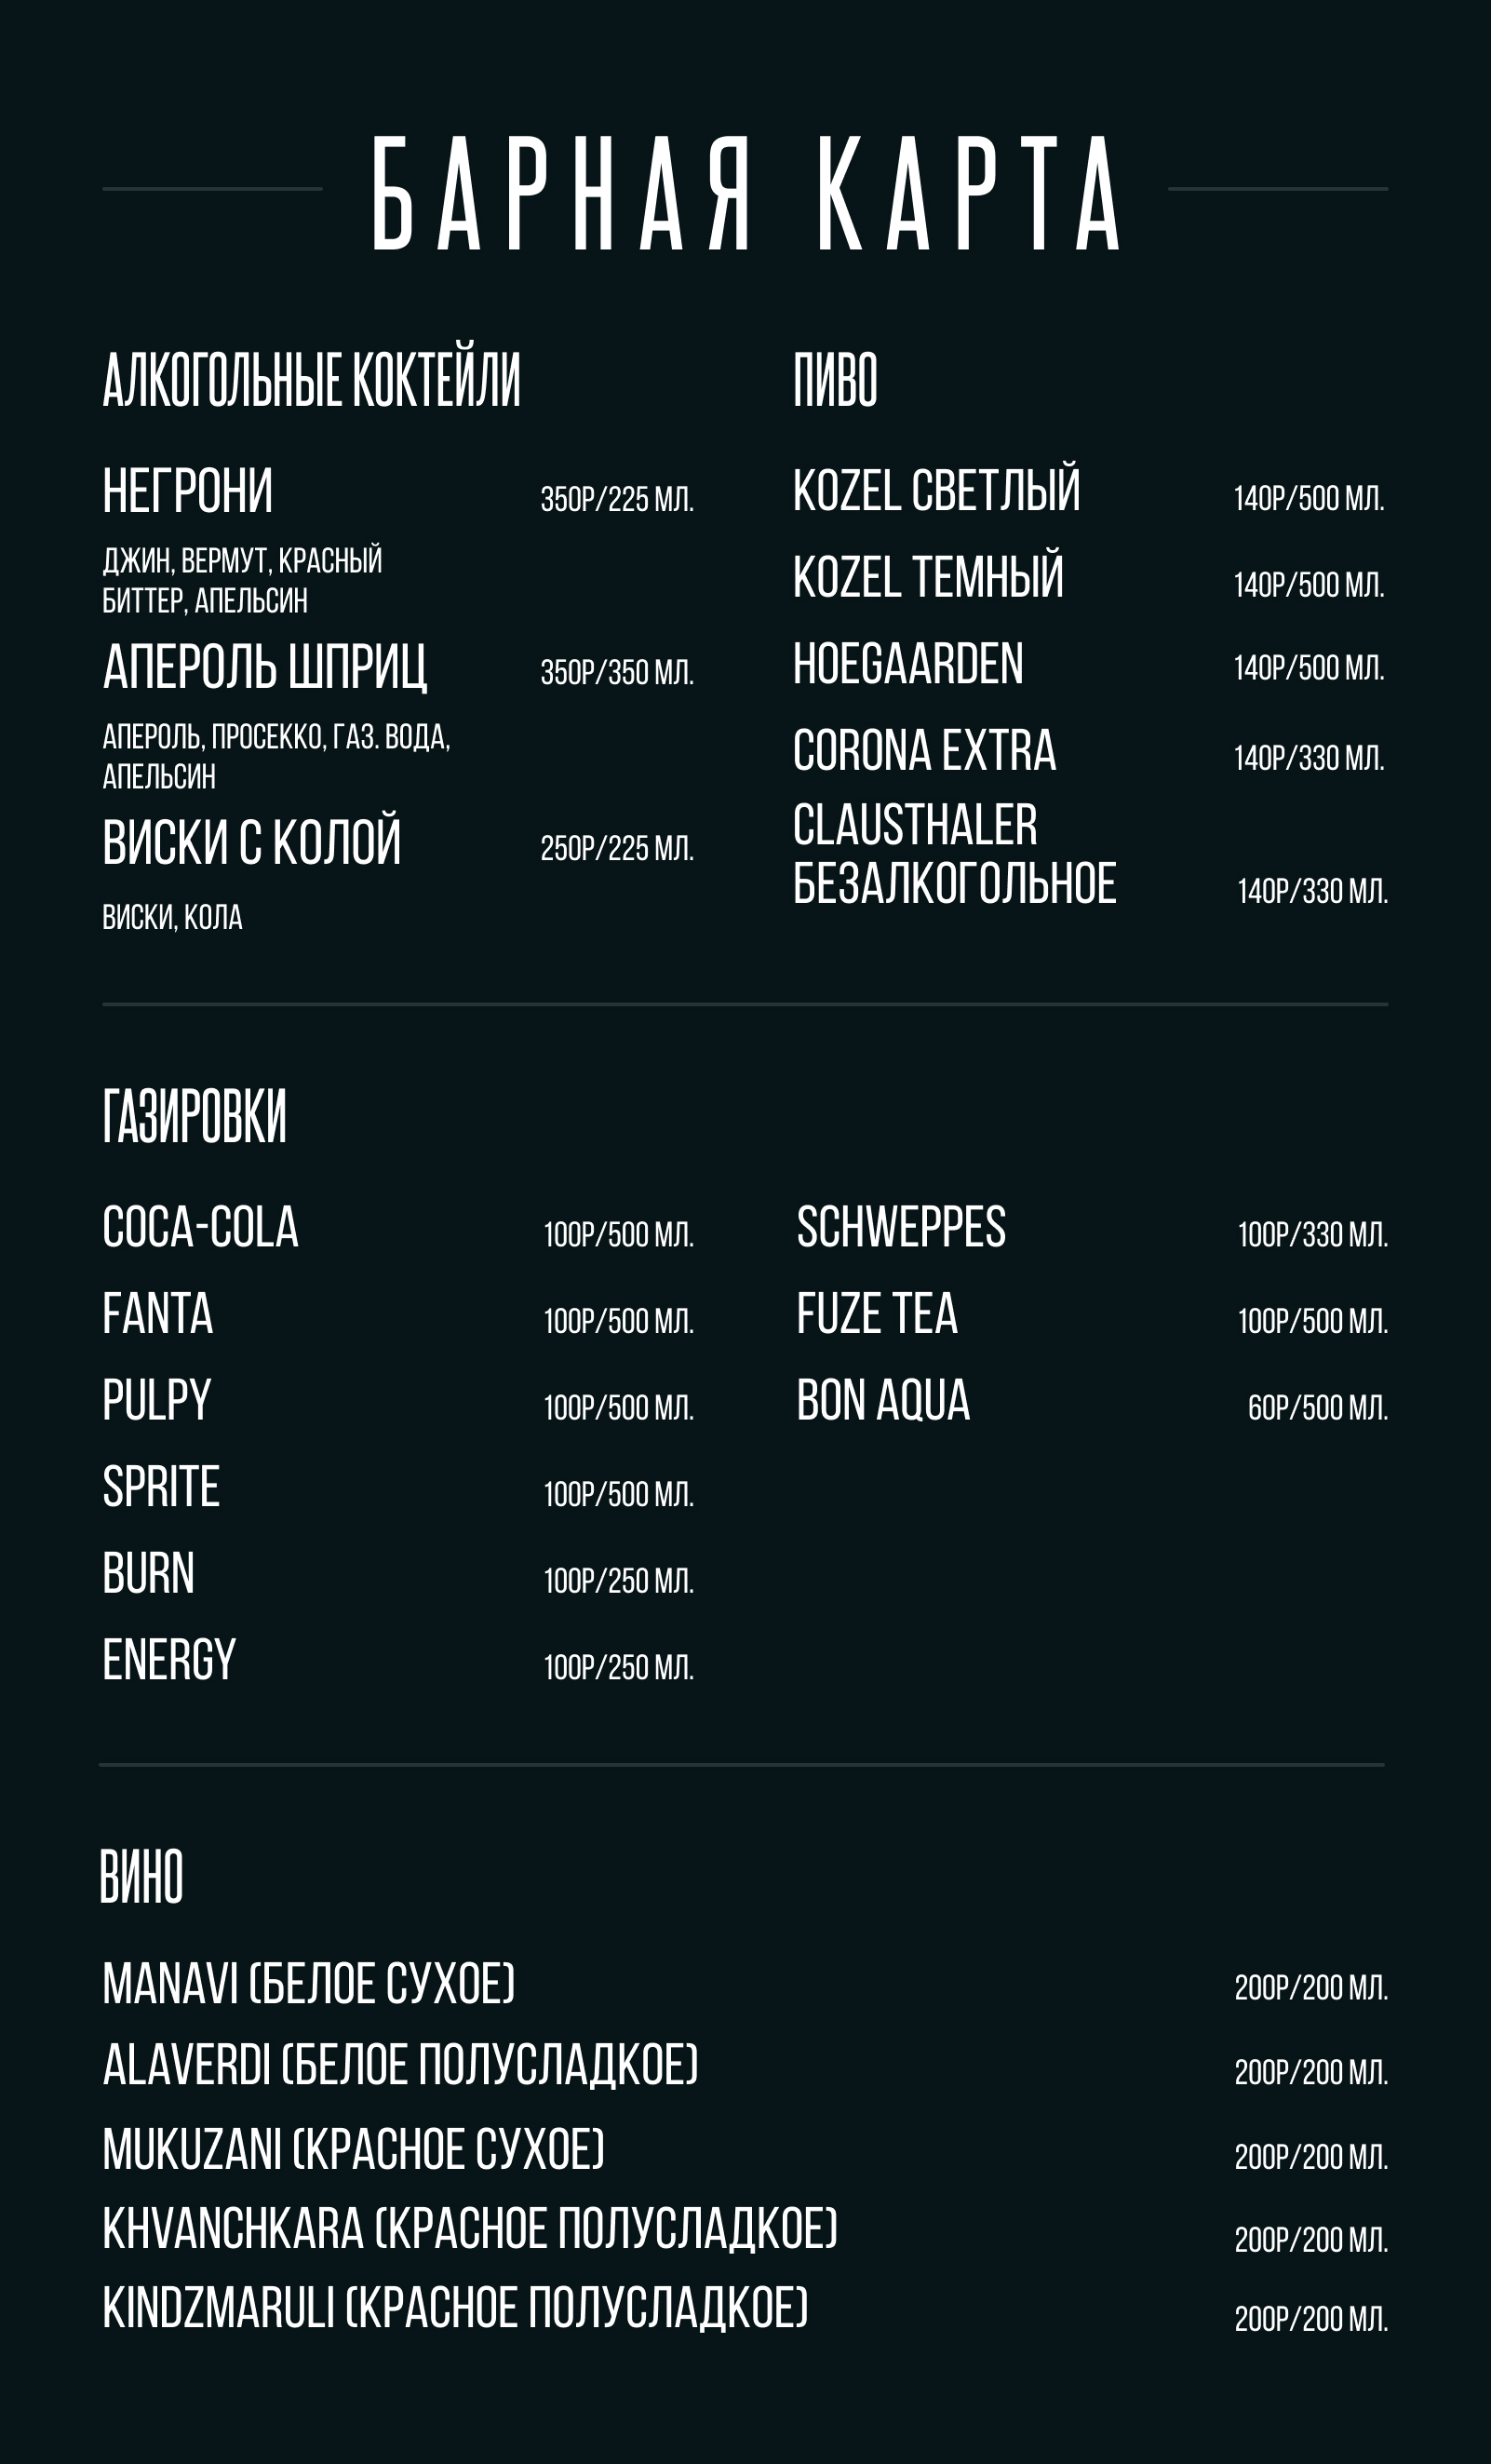 БАРНАЯ КАРТА
АЛКОГОЛЬНЫЕ КОКТЕЙЛИ
НЕГРОНИ 350Р/225 МЛ.
ДЖИН, ВЕРМУТ, КРАСНЫЙ
БИТТЕР, АПЕЛЬСИН
АПЕРОЛЬ ШПРИЦ 350Р/350 МЛ.
АПЕРОЛЬ, ПРОСЕККО, ГАЗ. ВОДА,
АПЕЛЬСИН
ВИСКИ С КОЛОЙ 250Р/225 МЛ.
ВИСКИ, КОЛА
ПИВО
KOZEL СВЕТЛЫЙ 140Р/500 МЛ.
KOZEL ТЕМНЫЙ 140Р/500 МЛ.
HOEGAARDEN 140Р/500 МЛ.
CORONA EXTRA 140Р/330 МЛ.
CLAUSTHALER
БЕЗАЛКОГОЛЬНОЕ 140Р/330 МЛ.
ГАЗИРОВКИ
COCA-COLA 100Р/500 МЛ.
FANTA 100Р/500 МЛ.
PULPY 100Р/500 МЛ.
SPRITE 100Р/500 МЛ.
BURN 100Р/250 МЛ.
ENERGY 100Р/250 МЛ.
SCHWEPPES 100Р/330 МЛ.
FUZE TEA 100Р/500 МЛ.
BON AQUA 60Р/500 МЛ.
ВИНО
MANAVI (БЕЛОЕ СУХОЕ) 200Р/200 МЛ.
ALAVERDI (БЕЛОЕ ПОЛУСЛАДКОЕ) 200Р/200 МЛ.
MUKUZANI (КРАСНОЕ СУХОЕ) 200Р/200 МЛ.
KHVANCHKARA (КРАСНОЕ ПОЛУСЛАДКОЕ) 200Р/200 МЛ.
KINDZMARULI (КРАСНОЕ ПОЛУСЛАДКОЕ) 200Р/200 МЛ.